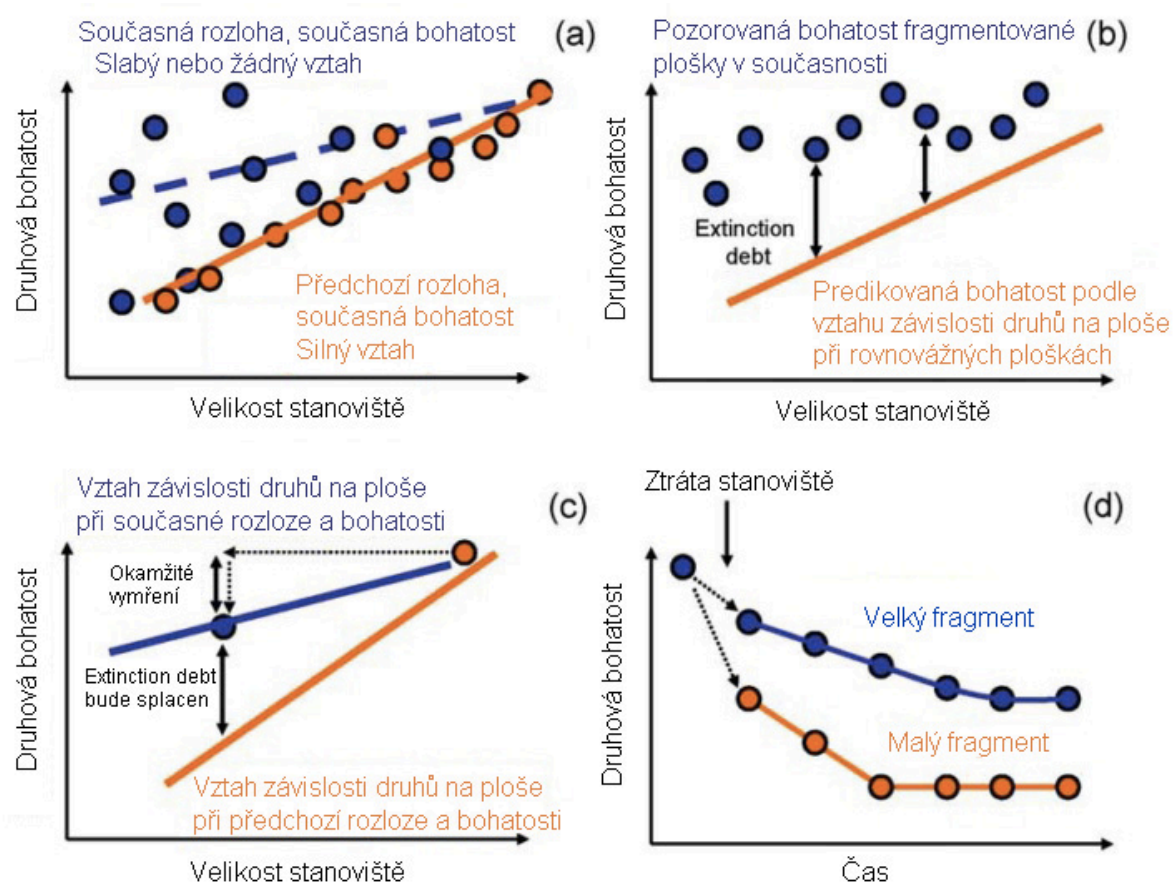 Současná rozloha, současná bohatost
Slabý nebo žádný vztah
(a)
Druhová bohatost
Předchozí rozloha,
současná bohatost
Silný vztah
Velikost stanoviště
Pozorovaná bohatost fragmentované
plošky v současnosti
(b)
Druhová bohatost
Extinction
debt
Predikovaná bohatost podle
vztahu závislosti druhů na ploše
při rovnovážných ploškách
Velikost stanoviště
Vztah závislosti druhů na ploše
při současné rozloze a bohatosti
(c)
Druhová bohatost
Okamžité
vymření
Extinction debt
bude splacen
Vztah závislosti druhů na ploše
při předchozí rozloze a bohatosti
Velikost stanoviště
Ztráta stanoviště
(d)
Druhová bohatost
Velký fragment
Malý fragment
Čas